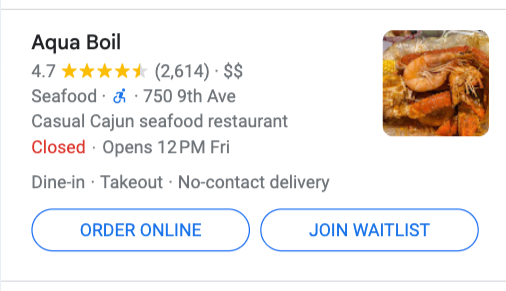 Aqua Boil
4.7 (2,614) · $$
Seafood · · 750 9th Ave
Casual Cajun seafood restaurant
Closed · Opens 12 PM Fri
Dine-in · Takeout · No-contact delivery
ORDER ONLINE JOIN WAITLIST